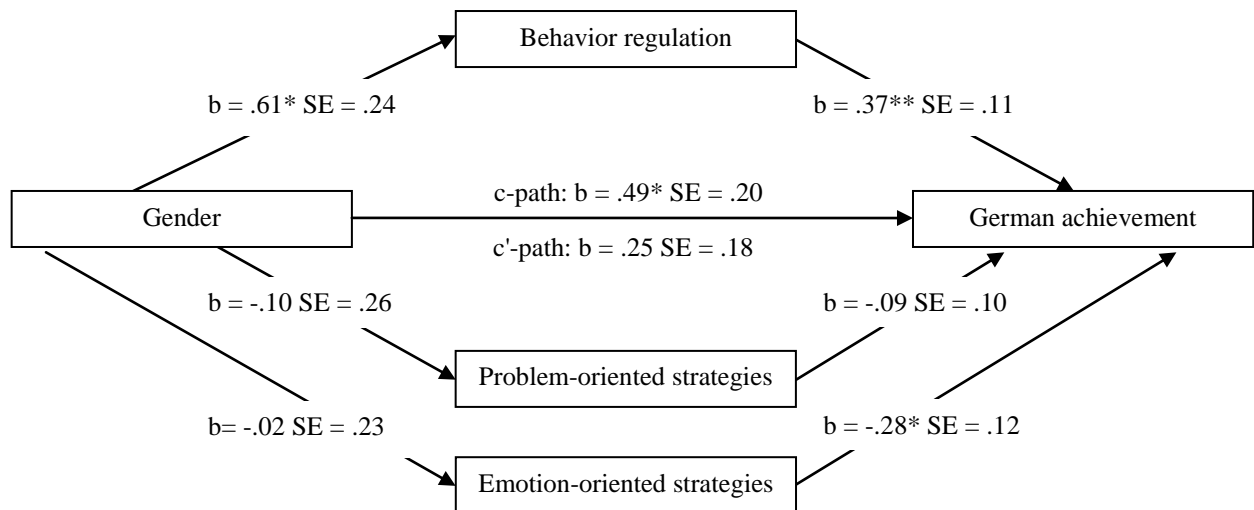 Behavior regulation
b = .61* SE = .24
b = .37** SE = .11
c-path: b = .49* SE = .20
Gender
German achievement
c'-path: b = .25 SE = .18
b = -.10 SE = .26
b = -.09 SE = .10
Problem-oriented strategies
b= -.02 SE = .23
b = -.28* SE = .12
Emotion-oriented strategies